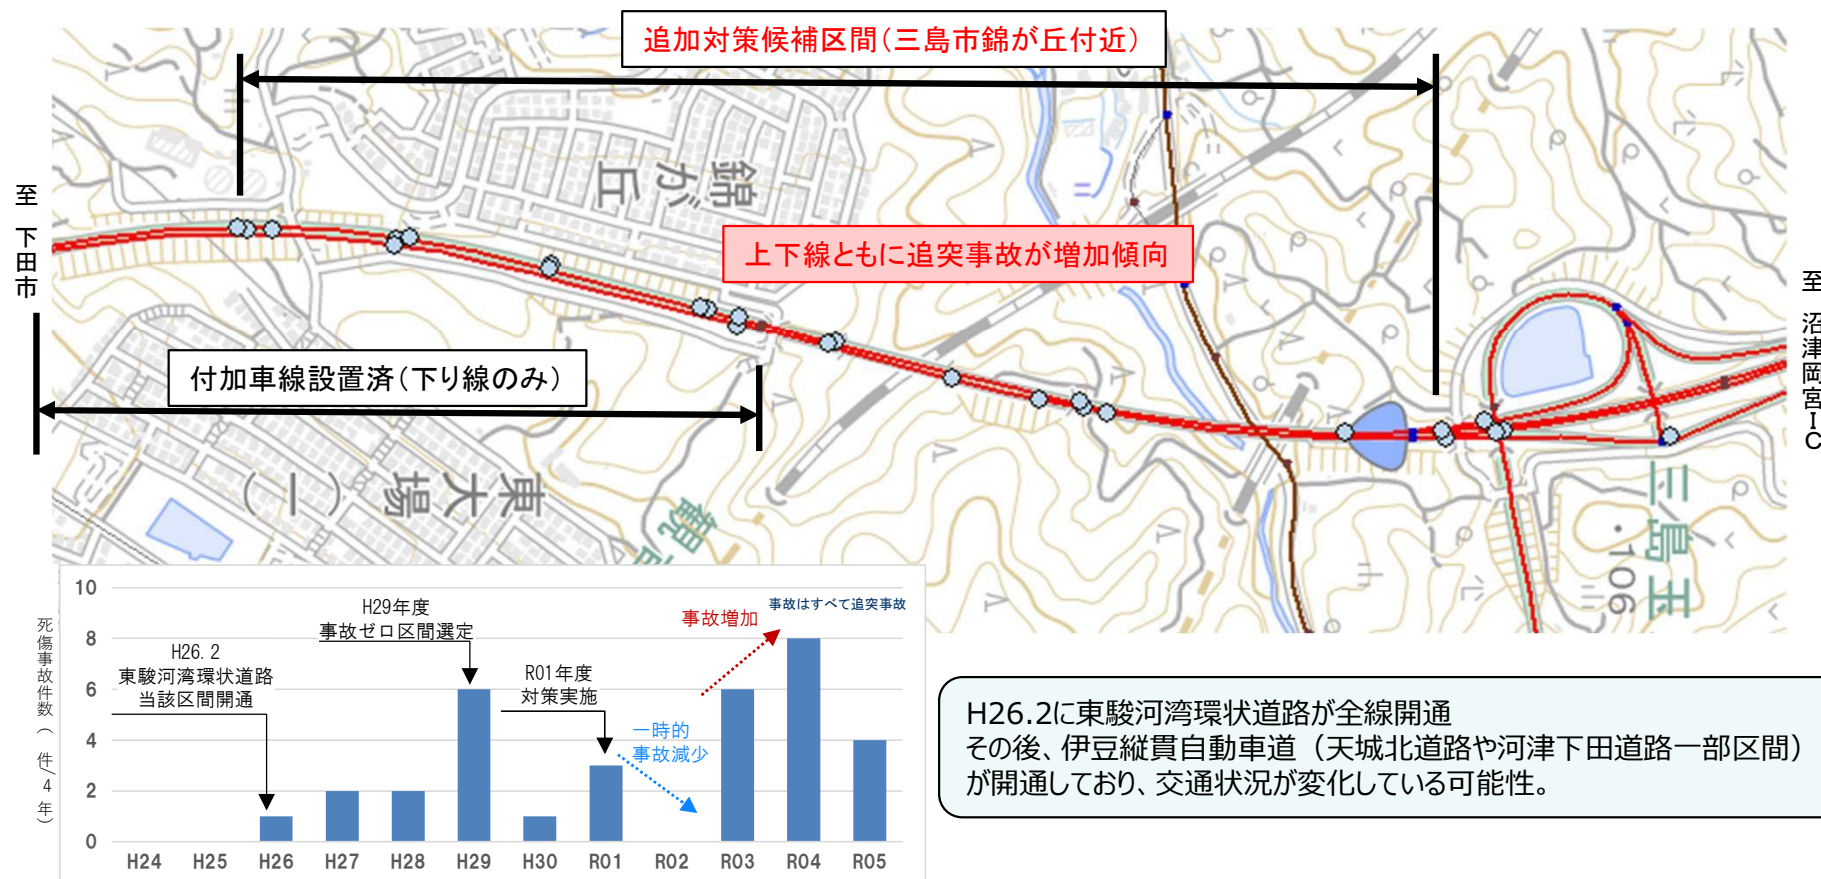 追加対策候補区間(三島市錦が丘付近)
錦が丘
至 下田市
上下線ともに追突事故が増加傾向
至 沼津岡宮IC
付加車線設置済(下り線のみ)
東大場(一)
三島玉
・106
死傷事故件数(件/4年)
10
8
6
4
2
0
H24 H25 H26 H27 H28 H29 H30 R01 R02 R03 R04 R05
H26.2
東駿河湾環状道路
当該区間開通
H29年度
事故ゼロ区間選定
R01年度
対策実施
一時的
事故減少
事故増加
事故はすべて追突事故
H26.2に東駿河湾環状道路が全線開通
その後、伊豆縦貫自動車道（天城北道路や河津下田道路一部区間）
が開通しており、交通状況が変化している可能性。